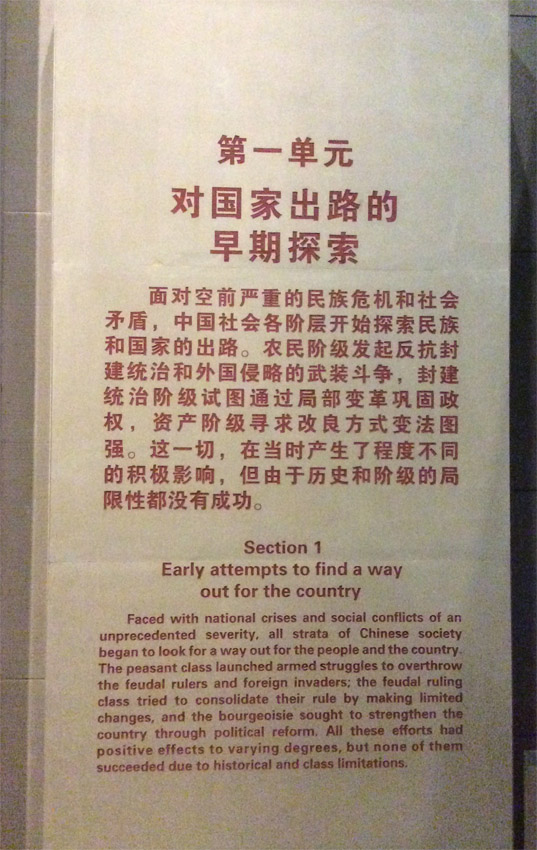 第一单元
对国家出路的
早期探索
面对空前严重的民族危机和社会
矛盾，中国社会各阶层开始探索民族
和国家的出路。农民阶级发起反抗封
建统治和外国侵略的武装斗争，封建
统治阶级试图通过局部变革巩固政
权，资产阶级寻求改良方式变法图
强。这一切，在当时产生了程度不同
的积极影响，但由于历史和阶级的局
限性都没有成功。
Section 1
Early attempts to find a way
out for the country
Faced with national crises and social conflicts of an
unprecedented severity, all strata of Chinese society
began to look for a way out for the people and the country.
The peasant class launched armed struggles to overthrow
the feudal rulers and foreign invaders; the feudal ruling
class tried to consolidate their rule by making limited
changes, and the bourgeoisie sought to strengthen the
country through political reform. All these efforts had
positive effects to varying degrees, but none of them
succeeded due to historical and class limitations.